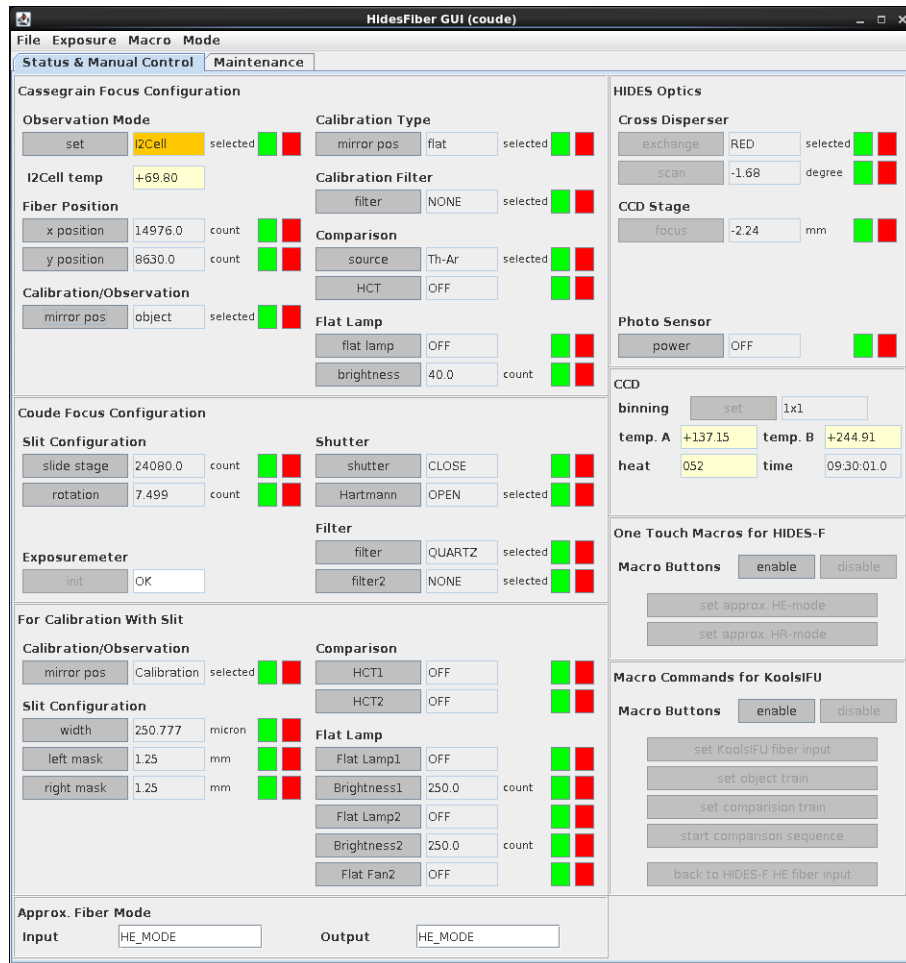 HIdesFiber GUI (coude)
File Exposure Macro Mode
Status & Manual Control Maintenance
Cassegrain Focus Configuration
Observation Mode
set I2Cell selected
I2Cell temp +69.80
Fiber Position
x position 14976.0 count
y position 8630.0 count
Calibration/Observation
mirror pos object selected
Calibration Type
mirror pos flat selected
Calibration Filter
filter NONE selected
Comparison
source Th-Ar selected
HCT OFF
Flat Lamp
flat lamp OFF
brightness 40.0 count
Coude Focus Configuration
Slit Configuration
slide stage 24080.0 count
rotation 7.499 count
Exposuremeter
init OK
Shutter
shutter CLOSE
Hartmann OPEN selected
Filter
filter QUARTZ selected
filter2 NONE selected
For Calibration With Slit
Calibration/Observation
mirror pos Calibration selected
Slit Configuration
width 250.777 micron
left mask 1.25 mm
right mask 1.25 mm
Comparison
HCT1 OFF
HCT2 OFF
Flat Lamp
Flat Lamp1 OFF
Brightness1 250.0 count
Flat Lamp2 OFF
Brightness2 250.0 count
Flat Fan2 OFF
Approx. Fiber Mode
Input HE_MODE Output HE_MODE
HIDES Optics
Cross Disperser
exchange RED selected
scan -1.68 degree
CCD Stage
focus -2.24 mm
Photo Sensor
power OFF
CCD
binning set 1x1
temp. A +137.15 temp. B +244.91
heat 052 time 09:30:01.0
One Touch Macros for HIDES-F
Macro Buttons enable disable
set approx. HE-mode
set approx. HR-mode
Macro Commands for KoolsIFU
Macro Buttons enable disable
set KoolsIFU fiber input
set object train
set comparision train
start comparison sequence
back to HIDES-F HE fiber input